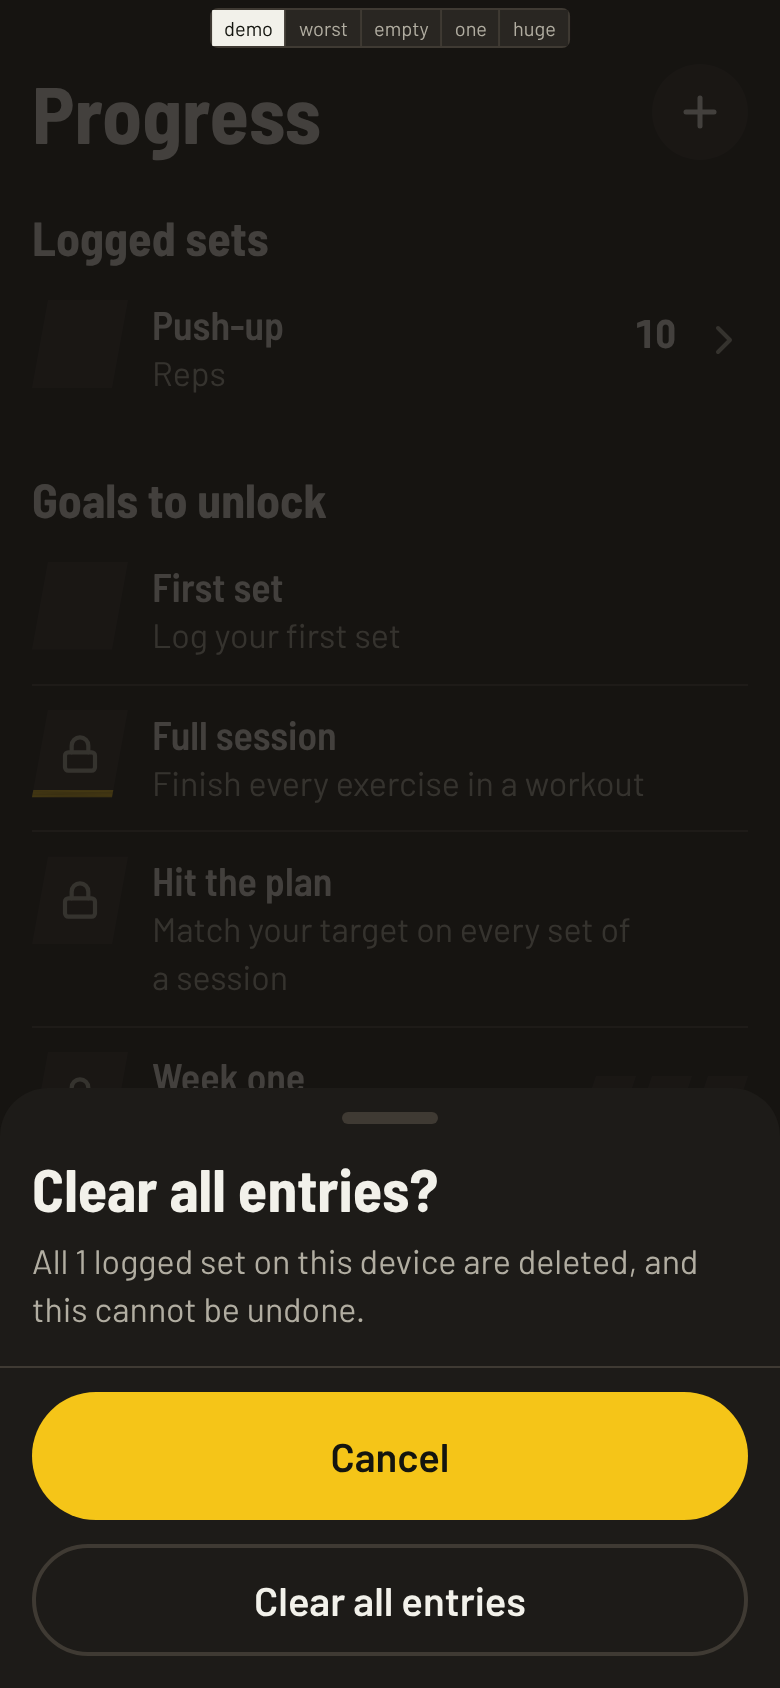 demo worst empty one huge
Progress
Logged sets
Push-up 10
Reps
Goals to unlock
First set
Log your first set
Full session
Finish every exercise in a workout
Hit the plan
Match your target on every set of
a session
Week one
Clear all entries?
All 1 logged set on this device are deleted, and
this cannot be undone.
Cancel
Clear all entries